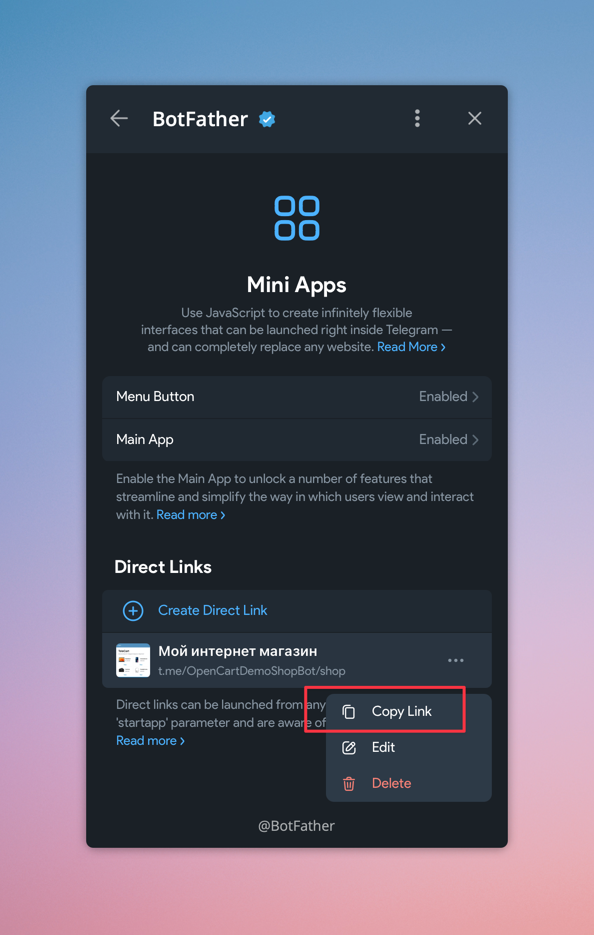 BotFather
Mini Apps
Use JavaScript to create infinitely flexible
interfaces that can be launched right inside Telegram —
and can completely replace any website. Read More ›
Menu Button Enabled ›
Main App Enabled ›
Enable the Main App to unlock a number of features that
streamline and simplify the way in which users view and interact
with it. Read more ›
Direct Links
Create Direct Link
Мой интернет магазин
t.me/OpenCartDemoShopBot/shop
Direct links can be launched from any
'startapp' parameter and are aware of
Read more ›
Copy Link
Edit
Delete
@BotFather